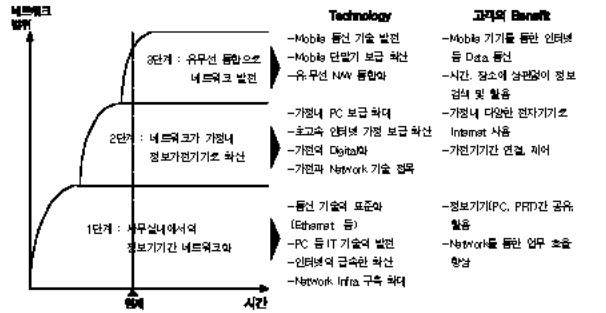 네트워크
범위
Technology
고객의 Benefit
3단계 : 유무선 통합으로
네트워크 발전
-Mobile 통신 기술 발전
-Mobile 단말기 보급 확산
-유·무선 N/W 통합화
-Mobile 기기를 통한 인터넷
등 Data 통신
-시간, 장소에 상관없이 정보
검색 및 활용
2단계 : 네트워크가 가정내
정보가전기기로 확산
-가정내 PC 보급 확대
-초고속 인터넷 가정 보급 확산
-가전의 Digital화
-가전과 Network 기술 접목
-가정내 다양한 전자기기로
Internet 사용
-가전기기간 연결, 제어
1단계 : 사무실내에서의
정보기기간 네트워크화
-통신 기술의 표준화
(Ethernet 등)
-PC 등 IT 기술의 발전
-인터넷의 급속한 확산
-Network Infra 구축 확대
-정보기기(PC, PRT)간 공유,
활용
-Network를 통한 업무 효율
향상
현재
시간